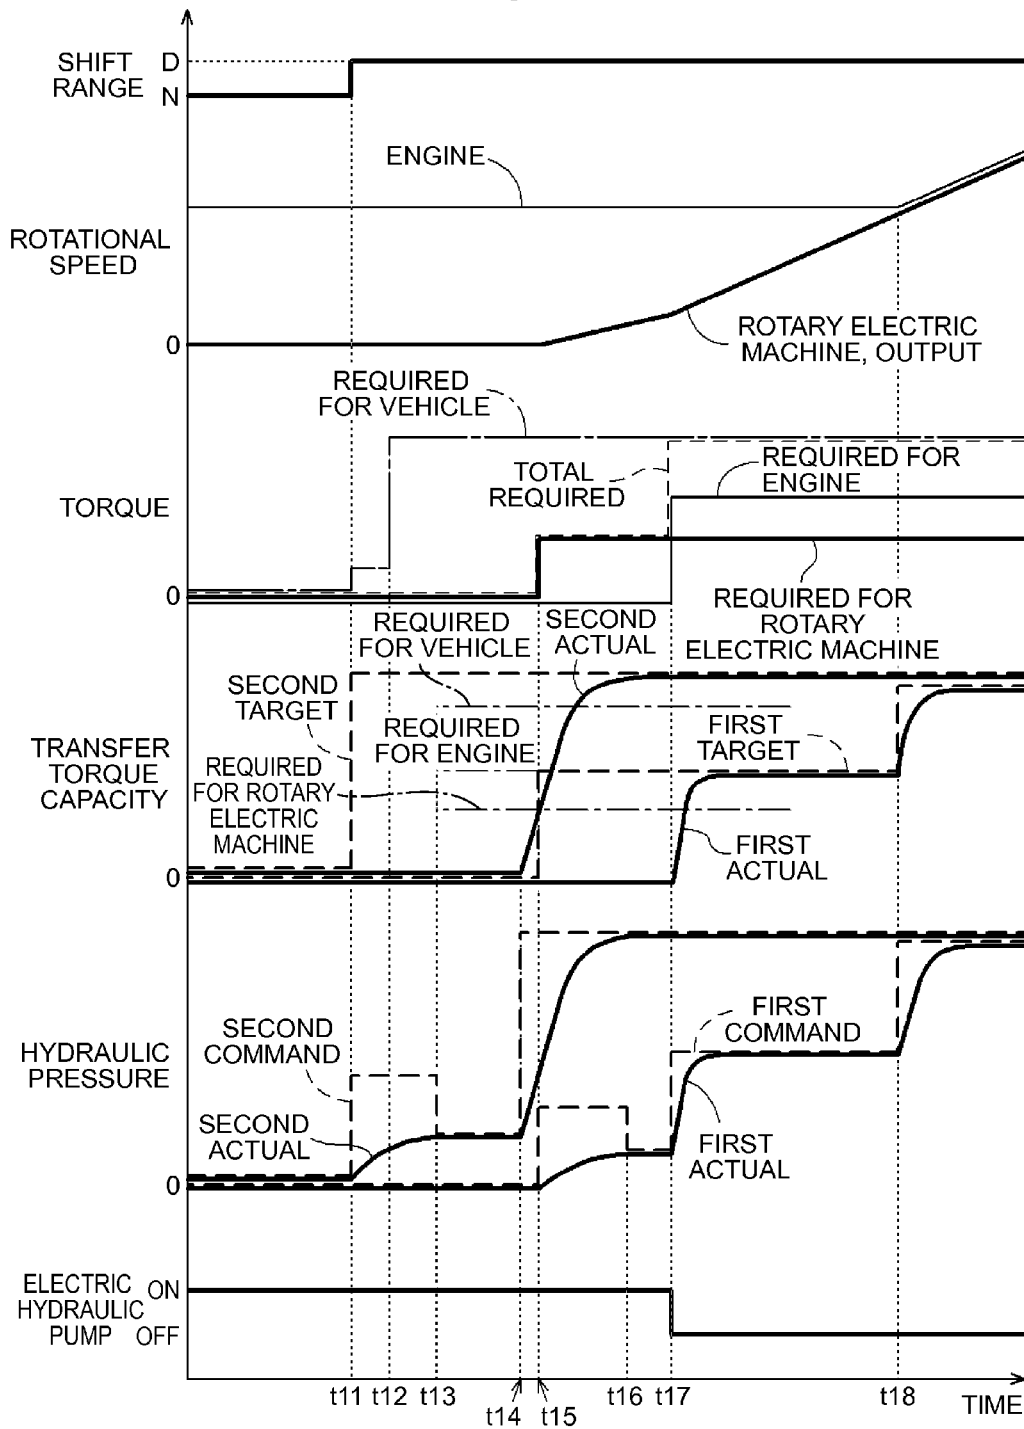 SHIFT
RANGE
D
N
ENGINE
ROTATIONAL
SPEED
0
ROTARY ELECTRIC
MACHINE, OUTPUT
REQUIRED
FOR VEHICLE
TOTAL
REQUIRED
REQUIRED FOR
ENGINE
TORQUE
0
REQUIRED FOR
ROTARY
ELECTRIC MACHINE
REQUIRED
FOR VEHICLE
SECOND
ACTUAL
SECOND
TARGET
REQUIRED
FOR ENGINE
FIRST
TARGET
TRANSFER
TORQUE
CAPACITY
REQUIRED
FOR ROTARY
ELECTRIC
MACHINE
FIRST
ACTUAL
0
SECOND
COMMAND
FIRST
COMMAND
HYDRAULIC
PRESSURE
SECOND
ACTUAL
FIRST
ACTUAL
0
ELECTRIC
HYDRAULIC
PUMP
ON
OFF
t11 t12 t13 t14 t15 t16 t17 t18
TIME